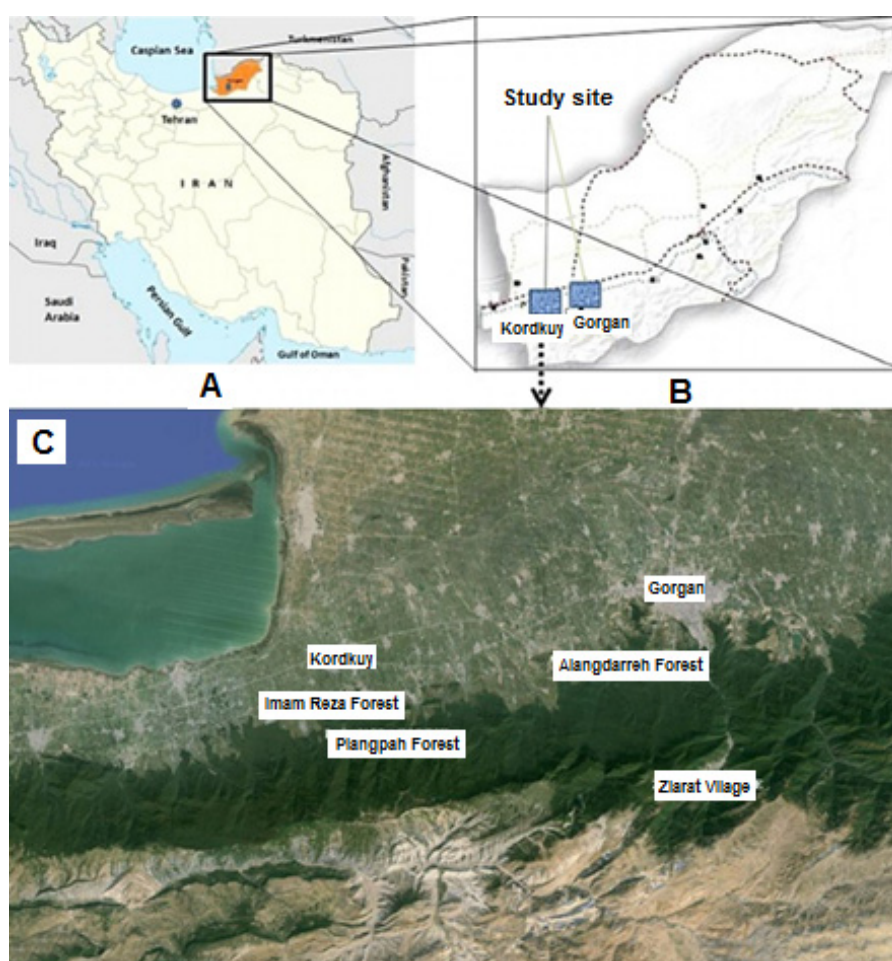 Caspian Sea
Turkmenistan
Tehran
I R A N
Afghanistan
Iraq
Pakistan
Saudi
Arabia
Persian Gulf
Gulf of Oman
A
Study site
Kordkuy
Gorgan
B
C
Gorgan
Kordkuy
Alangdarreh Forest
Imam Reza Forest
Plangpah Forest
Ziarat Village